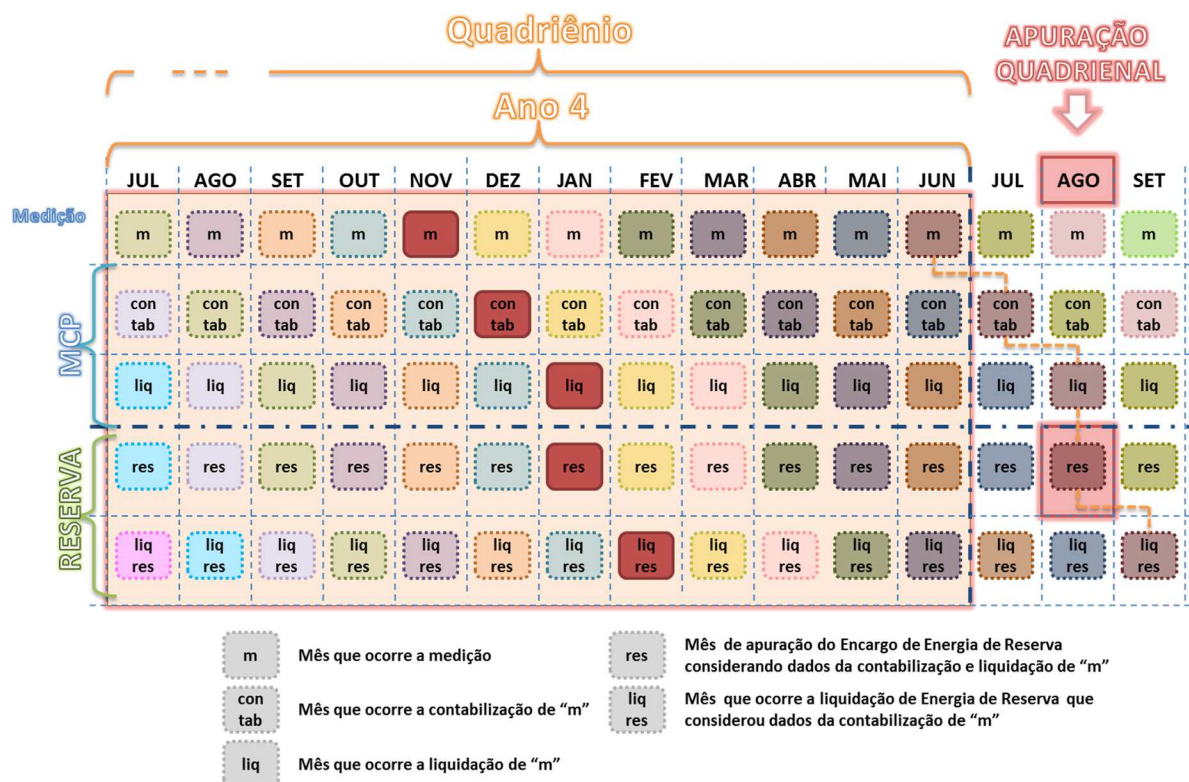 Quadriênio
APURAÇÃO
QUADRIENAL
Ano 4
JUL AGO SET OUT NOV DEZ JAN FEV MAR ABR MAI JUN JUL AGO SET
Medição
m m m m m m m m m m m m m m m
MCP
con con con con con con con con con con con con con con con
tab tab tab tab tab tab tab tab tab tab tab tab tab tab tab
liq liq liq liq liq liq liq liq liq liq liq liq liq liq liq
RESERVA
res res res res res res res res res res res res res res res
liq liq liq liq liq liq liq liq liq liq liq liq liq liq liq
res res res res res res res res res res res res res res res
m Mês que ocorre a medição
con
tab
Mês que ocorre a contabilização de “m”
liq Mês que ocorre a liquidação de “m”
res
Mês de apuração do Encargo de Energia de Reserva
considerando dados da contabilização e liquidação de “m”
liq
res
Mês que ocorre a liquidação de Energia de Reserva que
considerou dados da contabilização de “m”